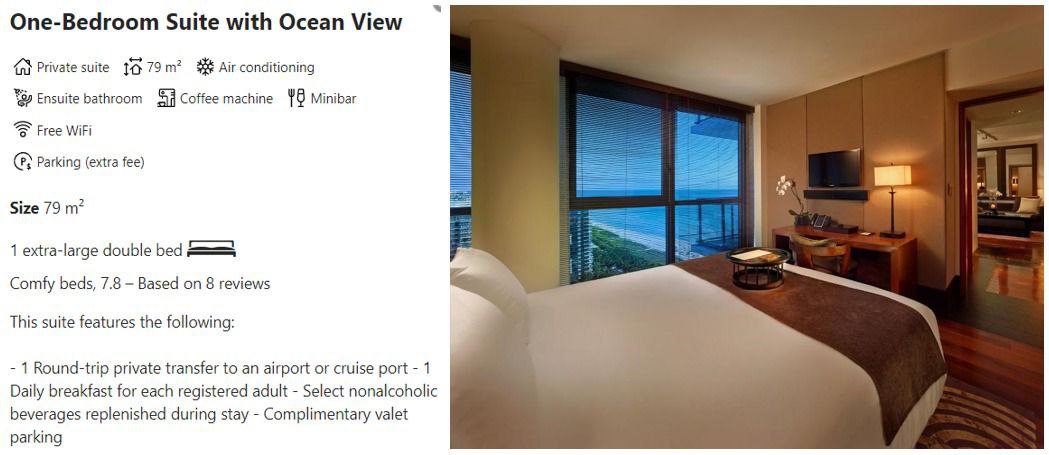 One-Bedroom Suite with Ocean View
Private suite 79 m² Air conditioning
Ensuite bathroom Coffee machine Minibar
Free WiFi
Parking (extra fee)
Size 79 m²
1 extra-large double bed
Comfy beds, 7.8 – Based on 8 reviews
This suite features the following:
- 1 Round-trip private transfer to an airport or cruise port - 1
Daily breakfast for each registered adult - Select nonalcoholic
beverages replenished during stay - Complimentary valet
parking